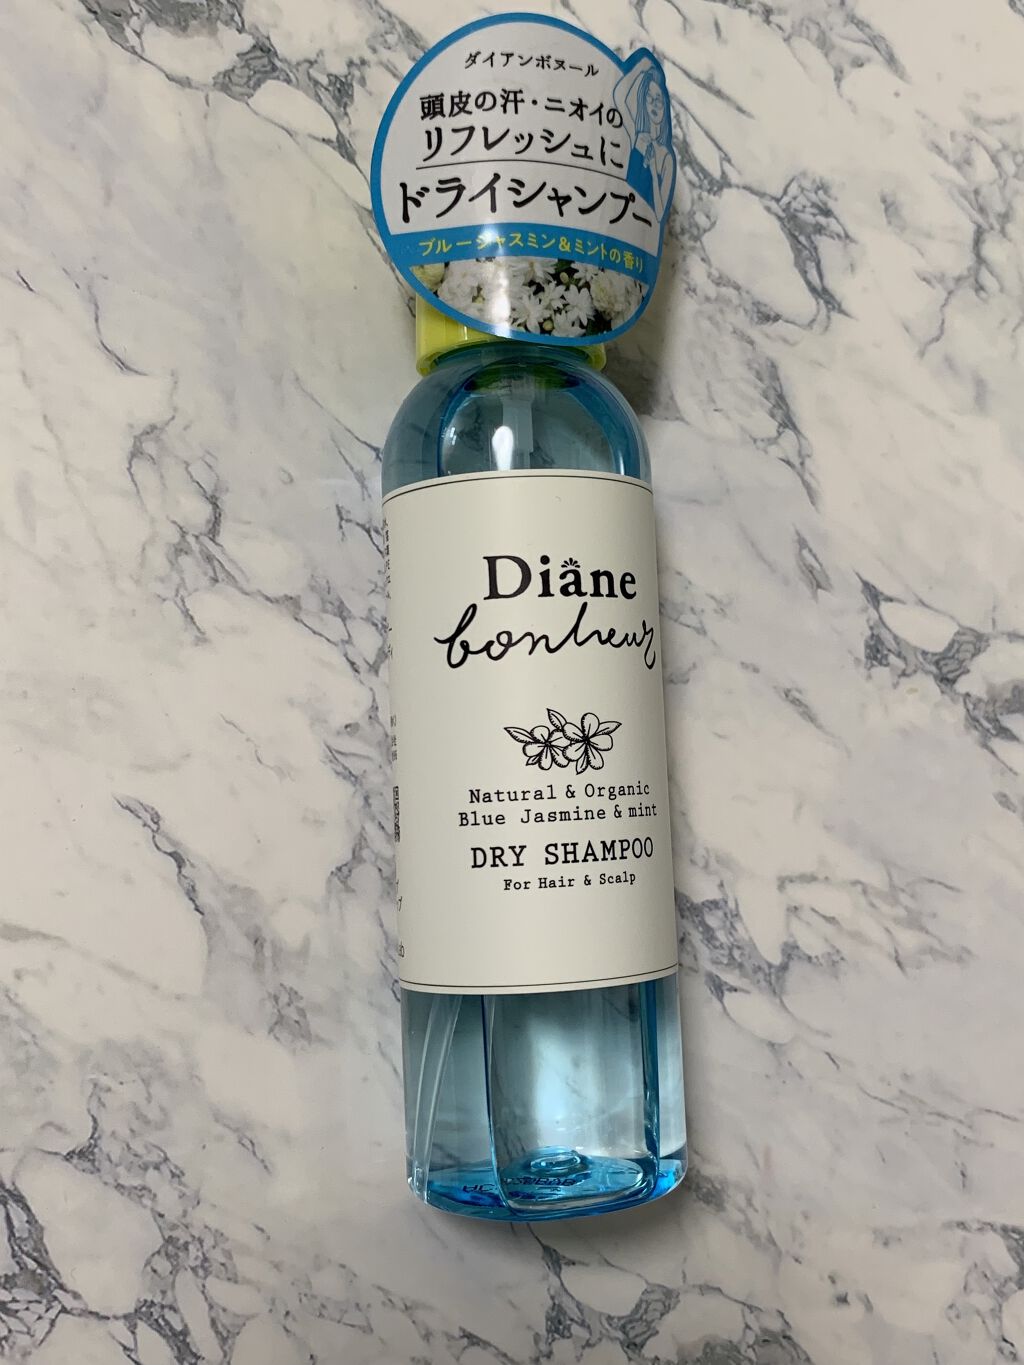 ダイアンボヌール
頭皮の汗・ニオイの
リフレッシュに
ドライシャンプー
ブルージャスミン&ミントの香り
Diane
bonheur
Natural & Organic
Blue Jasmine & mint
DRY SHAMPOO
For Hair & Scalp